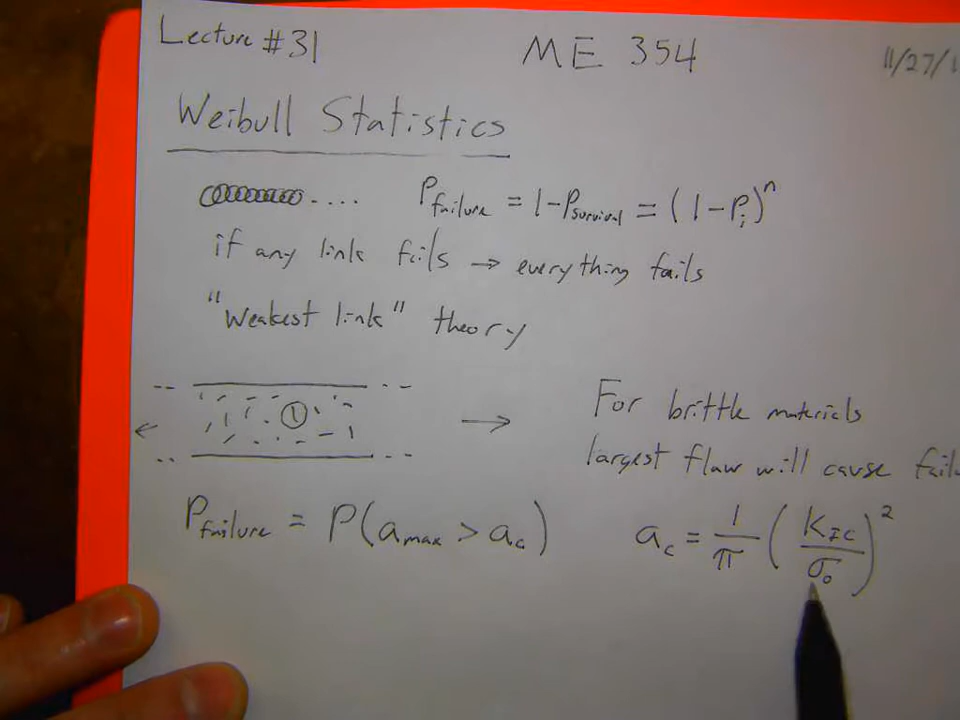 Lecture #31 ME 354 11/27/1
Weibull Statistics
.... P_failure = 1-P_survival = (1-P_i)^n
if any link fails → everything fails
"Weakest link" theory
For brittle materials
largest flaw will cause fail
P_failure = P(a_max > a_c) a_c = 1/π (K_IC/σ_o)^2